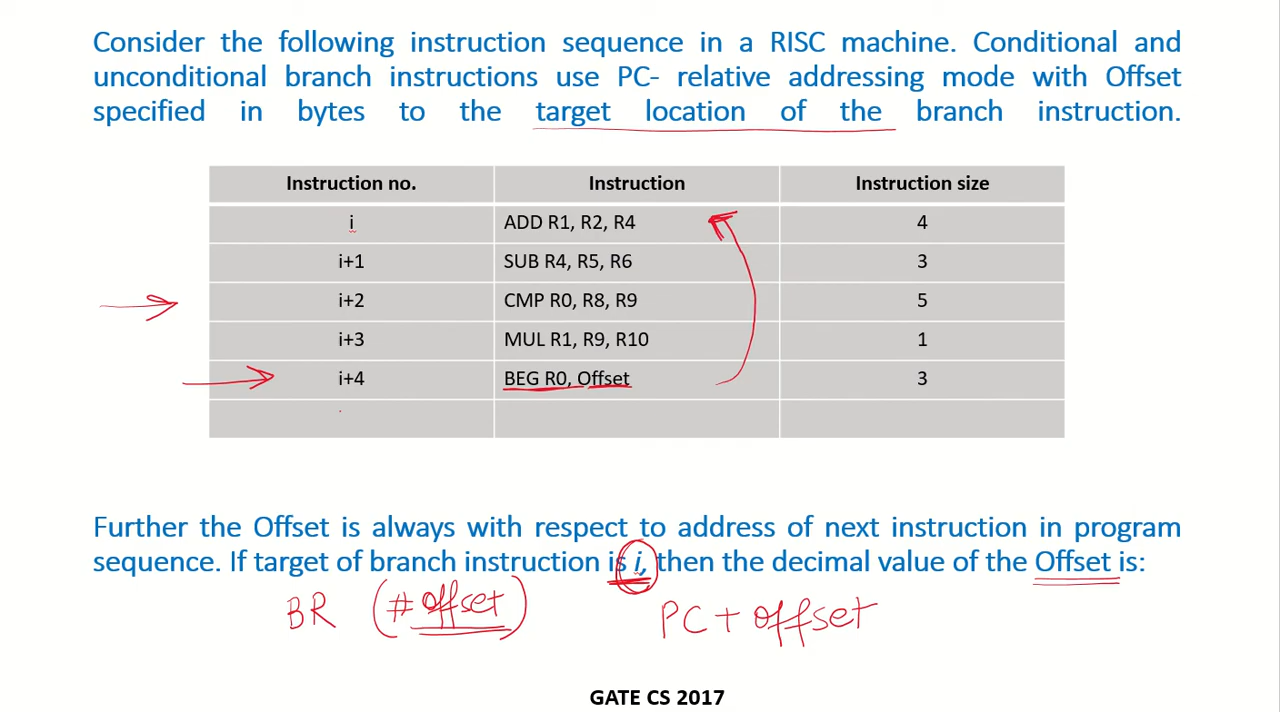 Consider the following instruction sequence in a RISC machine. Conditional and
unconditional branch instructions use PC- relative addressing mode with Offset
specified in bytes to the target location of the branch instruction.
Instruction no. Instruction Instruction size
i ADD R1, R2, R4 4
i+1 SUB R4, R5, R6 3
i+2 CMP R0, R8, R9 5
i+3 MUL R1, R9, R10 1
i+4 BEG R0, Offset 3
Further the Offset is always with respect to address of next instruction in program
sequence. If target of branch instruction is i, then the decimal value of the Offset is:
BR (# offset) PC + offset
GATE CS 2017